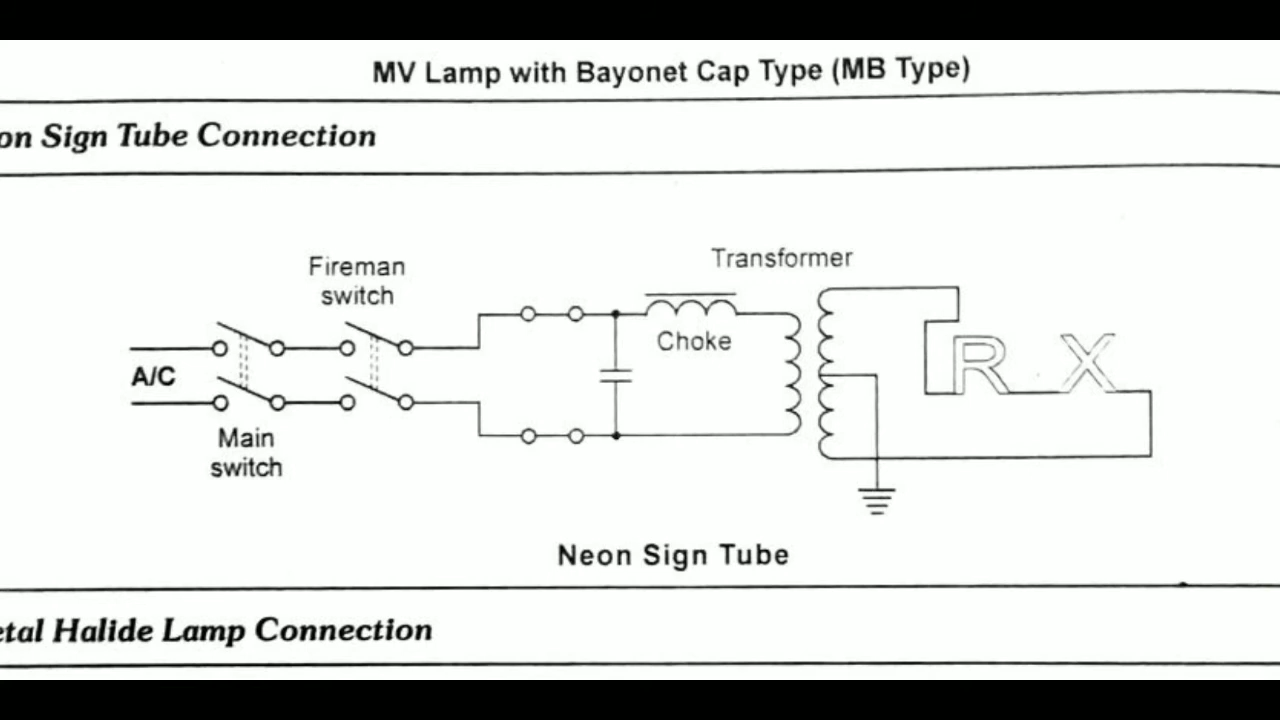 MV Lamp with Bayonet Cap Type (MB Type)
on Sign Tube Connection
Transformer
Fireman
switch
Choke
A/C
R X
Main
switch
Neon Sign Tube
etal Halide Lamp Connection